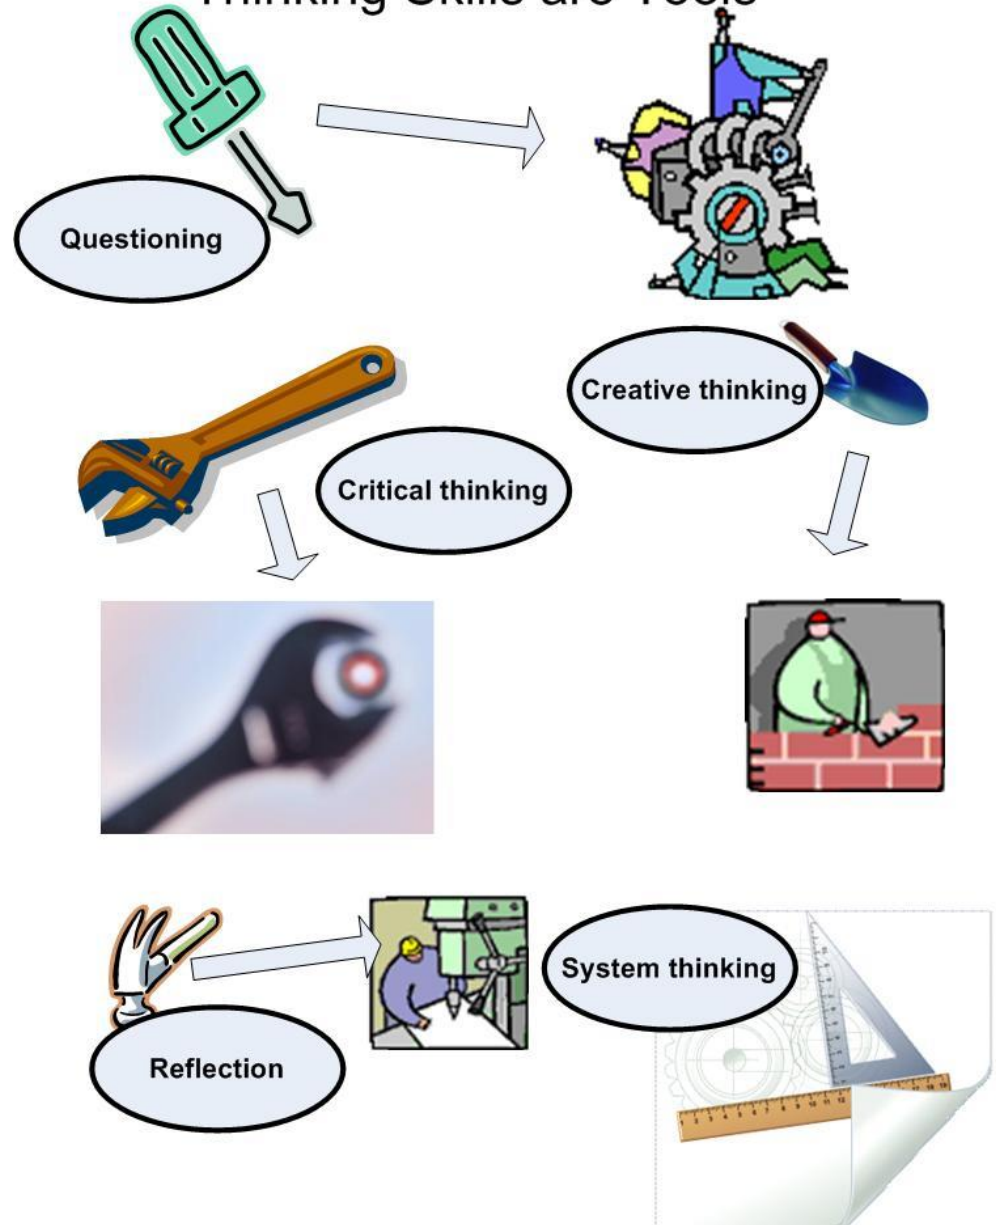 Thinking Skills are Tools
Questioning
Creative thinking
Critical thinking
System thinking
Reflection